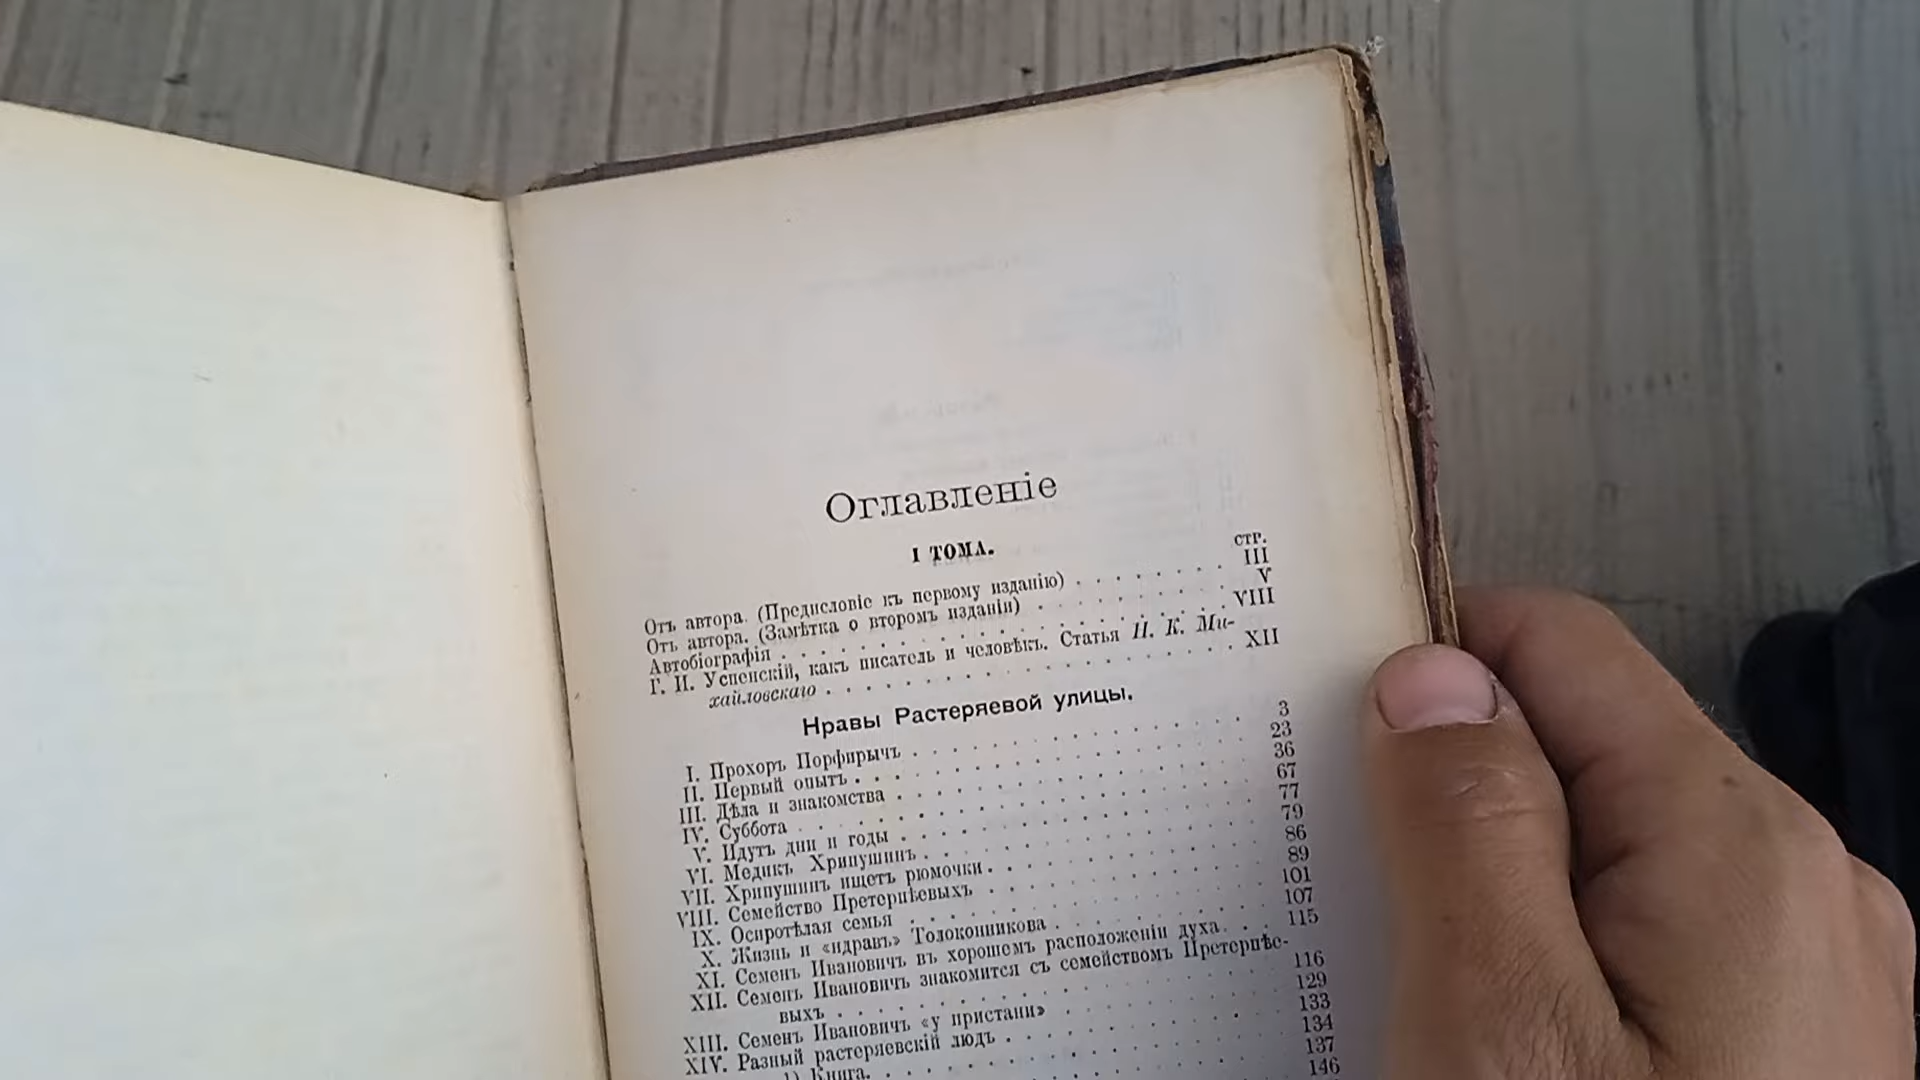 Оглавленіе
I ТОМА.
СТР.
Отъ автора. (Предисловіе къ первому изданію) . . . . . . . . III
Отъ автора. (Замѣтка о второмъ изданіи) . . . . . . . . V
Автобіографія . . . . . . . . VIII
Г. И. Успенскій, какъ писатель и человѣкъ. Статья Н. К. Ми-
хайловскаго . . . . . . . . XII
Нравы Растеряевой улицы.
I. Прохоръ Порфирычъ . . . . . . . . 3
II. Первый опытъ . . . . . . . . 23
III. Дѣла и знакомства . . . . . . . . 36
IV. Суббота . . . . . . . . 67
V. Идутъ дни и годы . . . . . . . . 77
VI. Медикъ Хрипушинъ . . . . . . . . 79
VII. Хрипушинъ ищетъ рюмочки . . . . . . . . 86
VIII. Семейство Претерпѣевыхъ . . . . . . . . 89
IX. Осиротѣлая семья . . . . . . . . 101
X. Жизнь и «ндравъ» Толоконникова . . . . . . . . 107
XI. Семенъ Ивановичъ въ хорошемъ расположеніи духа . . . 115
XII. Семенъ Ивановичъ знакомится съ семействомъ Претерпѣе-
выхъ . . . . . . . . 116
XIII. Семенъ Ивановичъ «у пристани» . . . . . . . . 129
XIV. Разный растеряевскій людъ . . . . . . . . 133
1) Книга. . . . . . . . . 134
137
146